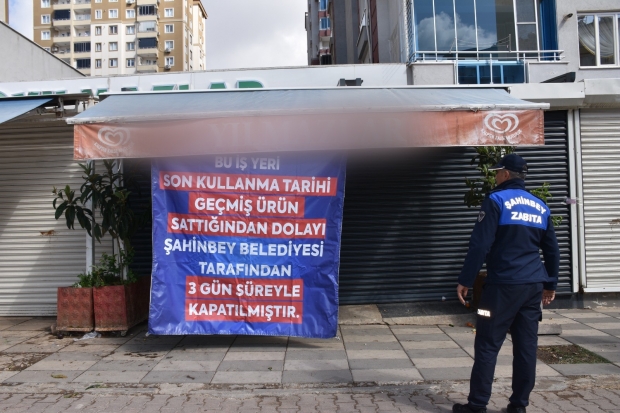 BU İŞ YERİ
SON KULLANMA TARİHİ
GEÇMİŞ ÜRÜN
SATTIĞINDAN DOLAYI
ŞAHİNBEY BELEDİYESİ
TARAFINDAN
3 GÜN SÜREYLE
KAPATILMIŞTIR.
ŞAHİNBEY
ZABITA